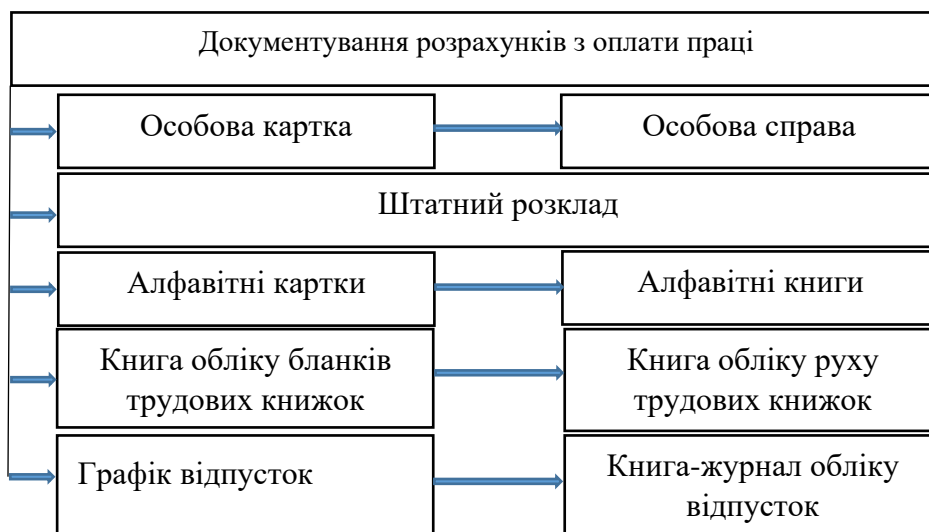 Документування розрахунків з оплати праці
Особова картка
Особова справа
Штатний розклад
Алфавітні картки
Алфавітні книги
Книга обліку бланків
трудових книжок
Книга обліку руху
трудових книжок
Графік відпусток
Книга-журнал обліку
відпусток